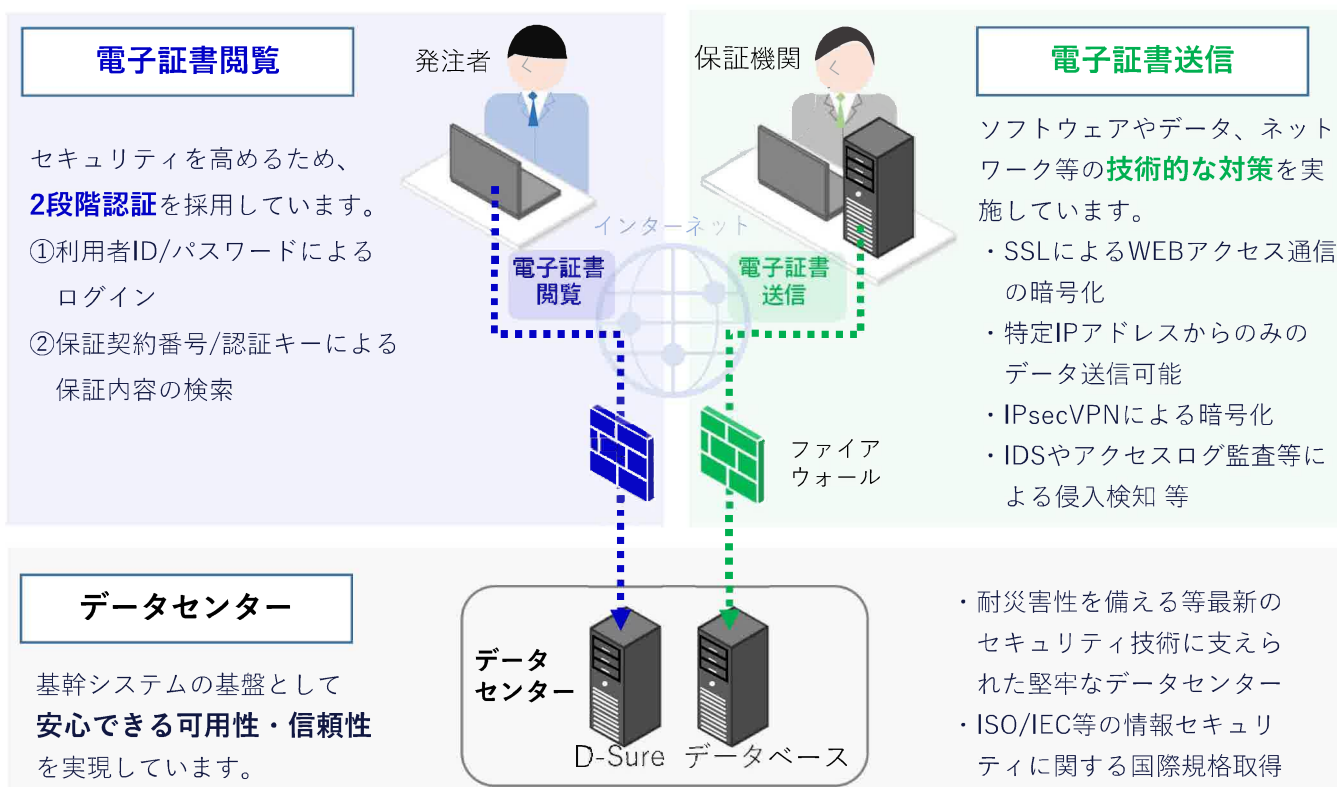 電子証書閲覧
セキュリティを高めるため、
2段階認証を採用しています。
①利用者ID/パスワードによる
ログイン
②保証契約番号/認証キーによる
保証内容の検索
発注者
保証機関
インターネット
電子証書
閲覧
電子証書
送信
ファイア
ウォール
電子証書送信
ソフトウェアやデータ、ネット
ワーク等の技術的な対策を実
施しています。
・SSLによるWEBアクセス通信
の暗号化
・特定IPアドレスからのみの
データ送信可能
・IPsecVPNによる暗号化
・IDSやアクセスログ監査等に
よる侵入検知 等
データセンター
基幹システムの基盤として
安心できる可用性・信頼性
を実現しています。
データ
センター
D-Sure データベース
・耐災害性を備える等最新の
セキュリティ技術に支えら
れた堅牢なデータセンター
・ISO/IEC等の情報セキュリ
ティに関する国際規格取得